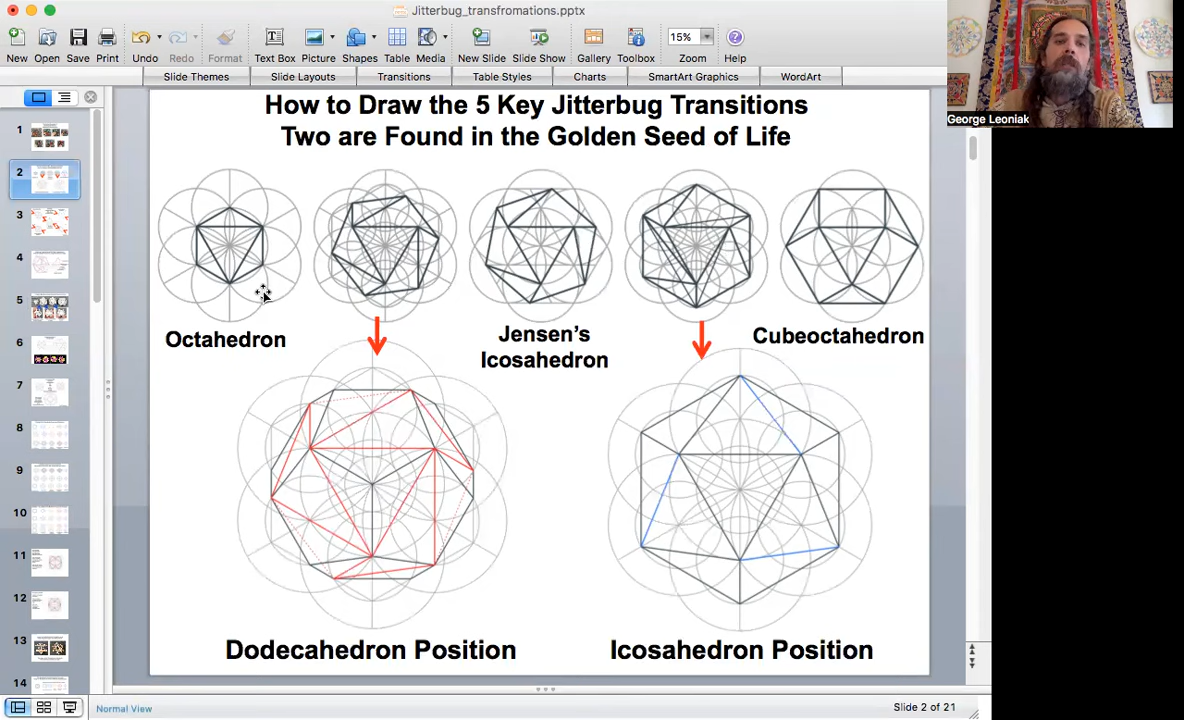 Jitterbug_transfromations.pptx
15%
New Open Save Print Undo Redo Format Text Box Picture Shapes Table Media New Slide Slide Show Gallery Toolbox Zoom Help
Slide Themes Slide Layouts Transitions Table Styles Charts SmartArt Graphics WordArt
George Leoniak
How to Draw the 5 Key Jitterbug Transitions
Two are Found in the Golden Seed of Life
Octahedron
Jensen's
Icosahedron
Cubeoctahedron
Dodecahedron Position
Icosahedron Position
1
2
3
4
5
6
7
8
9
10
11
12
13
14
Normal View
Slide 2 of 21